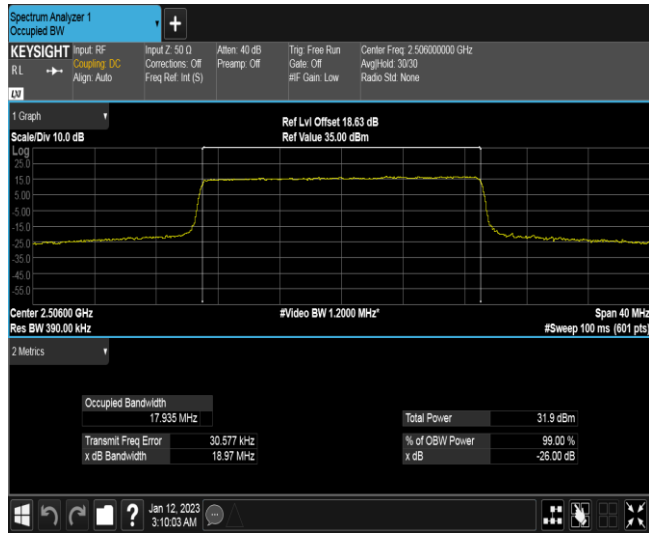 Spectrum Analyzer 1
Occupied BW
+
KEYSIGHT
RL
LXI
Input: RF
Coupling: DC
Align: Auto
Input Z: 50 Ω
Corrections: Off
Freq Ref: Int (S)
Atten: 40 dB
Preamp: Off
Trig: Free Run
Gate: Off
#IF Gain: Low
Center Freq: 2.506000000 GHz
Avg|Hold: 30/30
Radio Std: None
1 Graph
Scale/Div 10.0 dB
Ref Lvl Offset 18.63 dB
Ref Value 35.00 dBm
Log
25.0
15.0
5.00
-5.00
-15.0
-25.0
-35.0
-45.0
-55.0
Center 2.50600 GHz
Res BW 390.00 kHz
#Video BW 1.2000 MHz*
Span 40 MHz
#Sweep 100 ms (601 pts)
2 Metrics
Occupied Bandwidth
17.935 MHz
Transmit Freq Error 30.577 kHz
x dB Bandwidth 18.97 MHz
Total Power 31.9 dBm
% of OBW Power 99.00 %
x dB -26.00 dB
?
Jan 12, 2023
3:10:03 AM